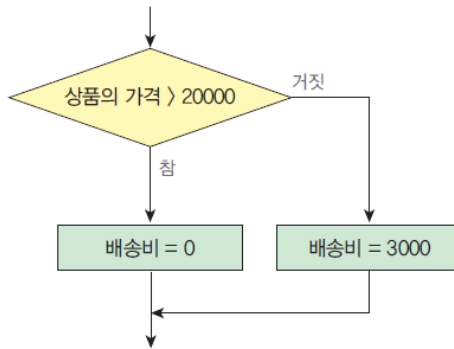 상품의 가격 > 20000
거짓
참
배송비 = 0
배송비 = 3000